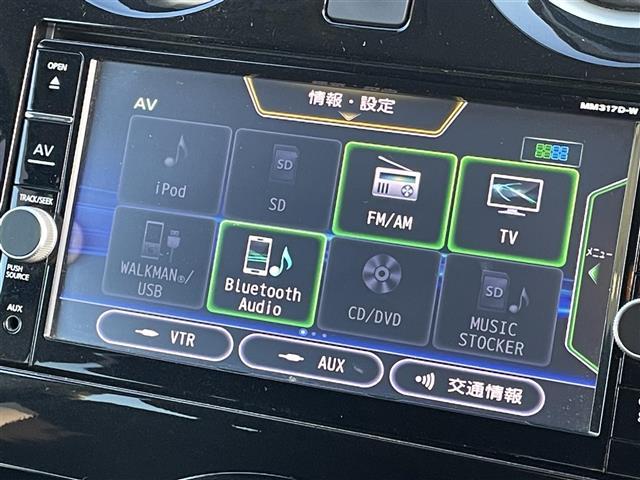 OPEN
AV
TRACK/SEEK
PUSH
SOURCE
AUX
MM317D-W
AV
情報・設定
iPod
SD
SD
FM/AM
TV
メニュー
WALKMAN®/
USB
Bluetooth
Audio
CD/DVD
SD
MUSIC
STOCKER
VTR
AUX
交通情報